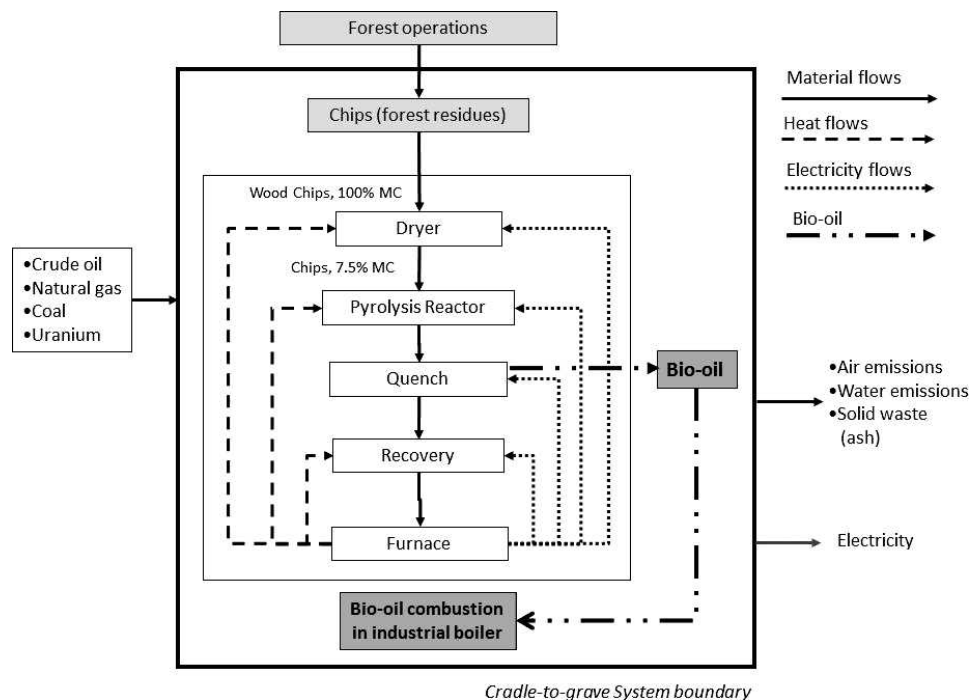 Forest operations
Chips (forest residues)
Wood Chips, 100% MC
Dryer
Chips, 7.5% MC
Pyrolysis Reactor
Quench
Recovery
Furnace
Bio-oil combustion
in industrial boiler
Bio-oil
•Crude oil
•Natural gas
•Coal
•Uranium
Material flows
Heat flows
Electricity flows
Bio-oil
•Air emissions
•Water emissions
•Solid waste
(ash)
Electricity
Cradle-to-grave System boundary